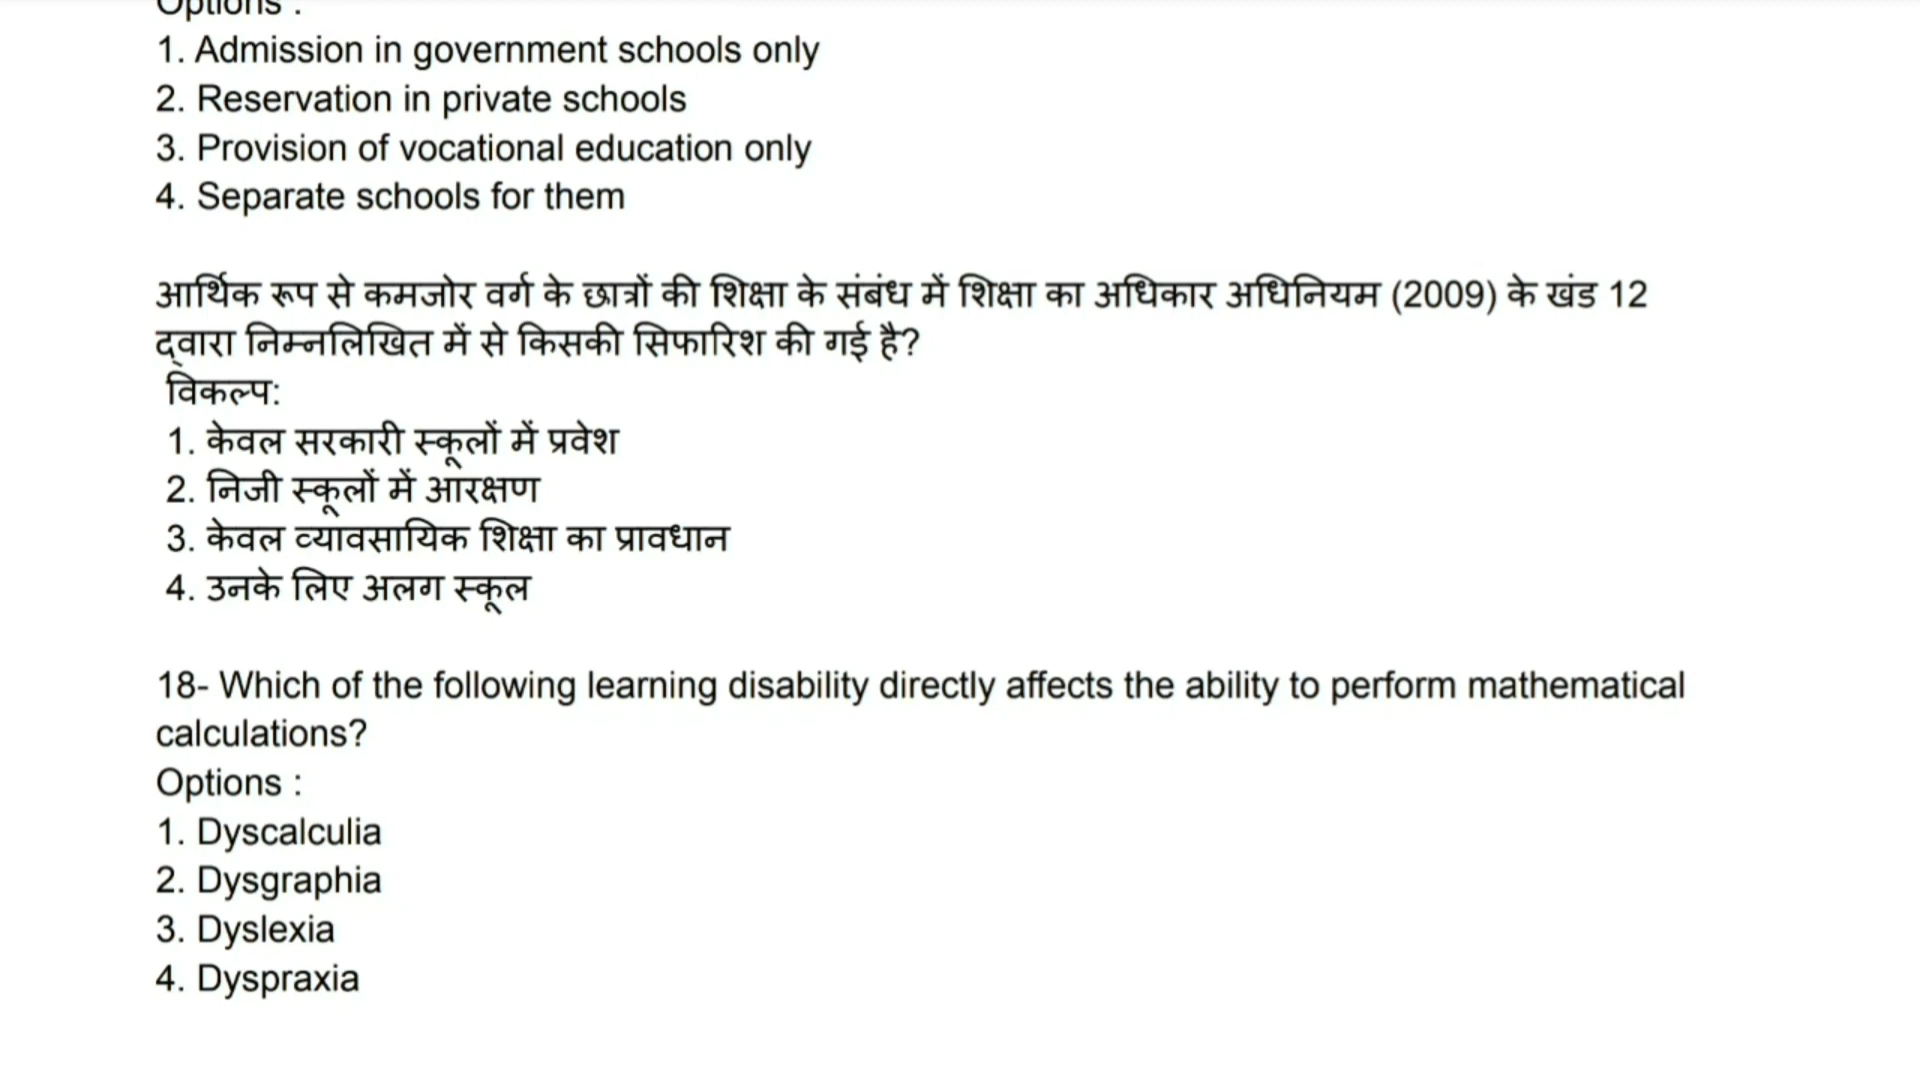 Options :
1. Admission in government schools only
2. Reservation in private schools
3. Provision of vocational education only
4. Separate schools for them
आर्थिक रूप से कमजोर वर्ग के छात्रों की शिक्षा के संबंध में शिक्षा का अधिकार अधिनियम (2009) के खंड 12
द्वारा निम्नलिखित में से किसकी सिफारिश की गई है?
विकल्प:
1. केवल सरकारी स्कूलों में प्रवेश
2. निजी स्कूलों में आरक्षण
3. केवल व्यावसायिक शिक्षा का प्रावधान
4. उनके लिए अलग स्कूल
18- Which of the following learning disability directly affects the ability to perform mathematical
calculations?
Options :
1. Dyscalculia
2. Dysgraphia
3. Dyslexia
4. Dyspraxia